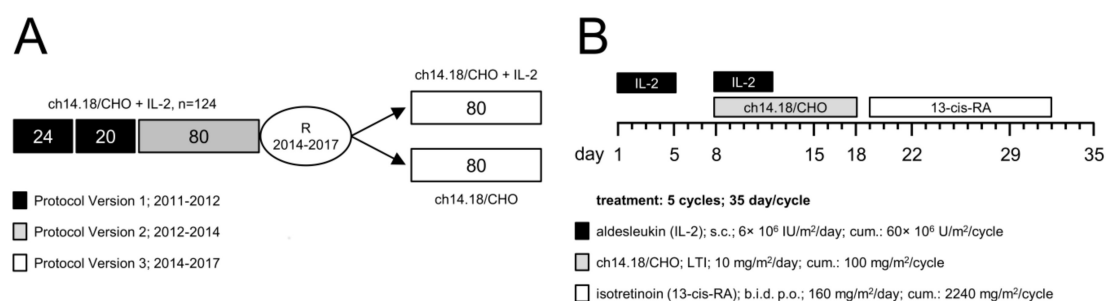 A
ch14.18/CHO + IL-2, n=124
24
20
80
R
2014-2017
ch14.18/CHO + IL-2
80
80
ch14.18/CHO
Protocol Version 1; 2011-2012
Protocol Version 2; 2012-2014
Protocol Version 3; 2014-2017
B
IL-2
IL-2
ch14.18/CHO
13-cis-RA
day 1 5 8 15 18 22 29 35
treatment: 5 cycles; 35 day/cycle
aldesleukin (IL-2); s.c.; 6× 10⁶ IU/m²/day; cum.: 60× 10⁶ U/m²/cycle
ch14.18/CHO; LTI; 10 mg/m²/day; cum.: 100 mg/m²/cycle
isotretinoin (13-cis-RA); b.i.d. p.o.; 160 mg/m²/day; cum.: 2240 mg/m²/cycle